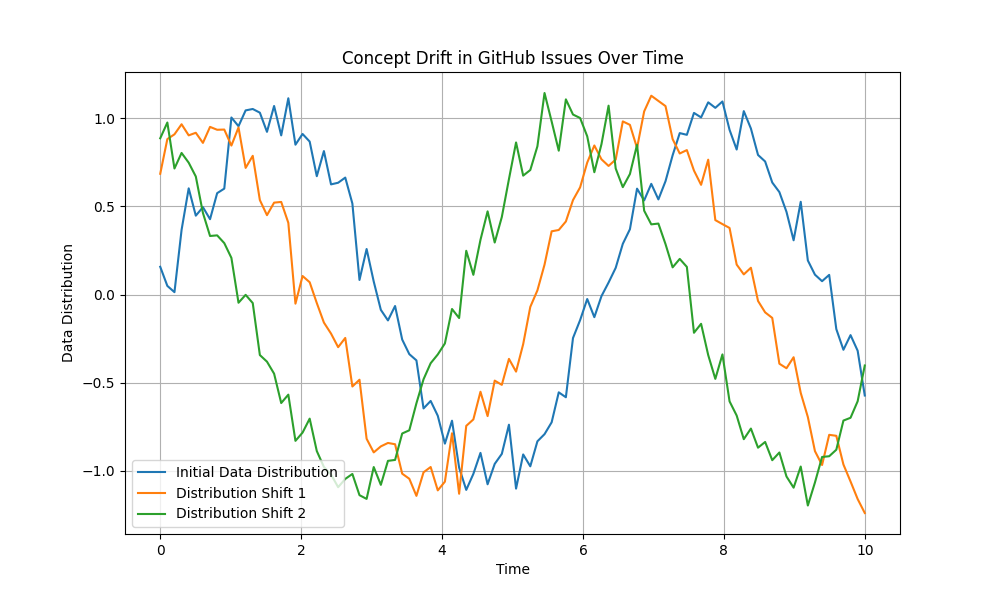 Concept Drift in GitHub Issues Over Time
Data Distribution
1.0
0.5
0.0
−0.5
−1.0
Initial Data Distribution
Distribution Shift 1
Distribution Shift 2
0 2 4 6 8 10
Time